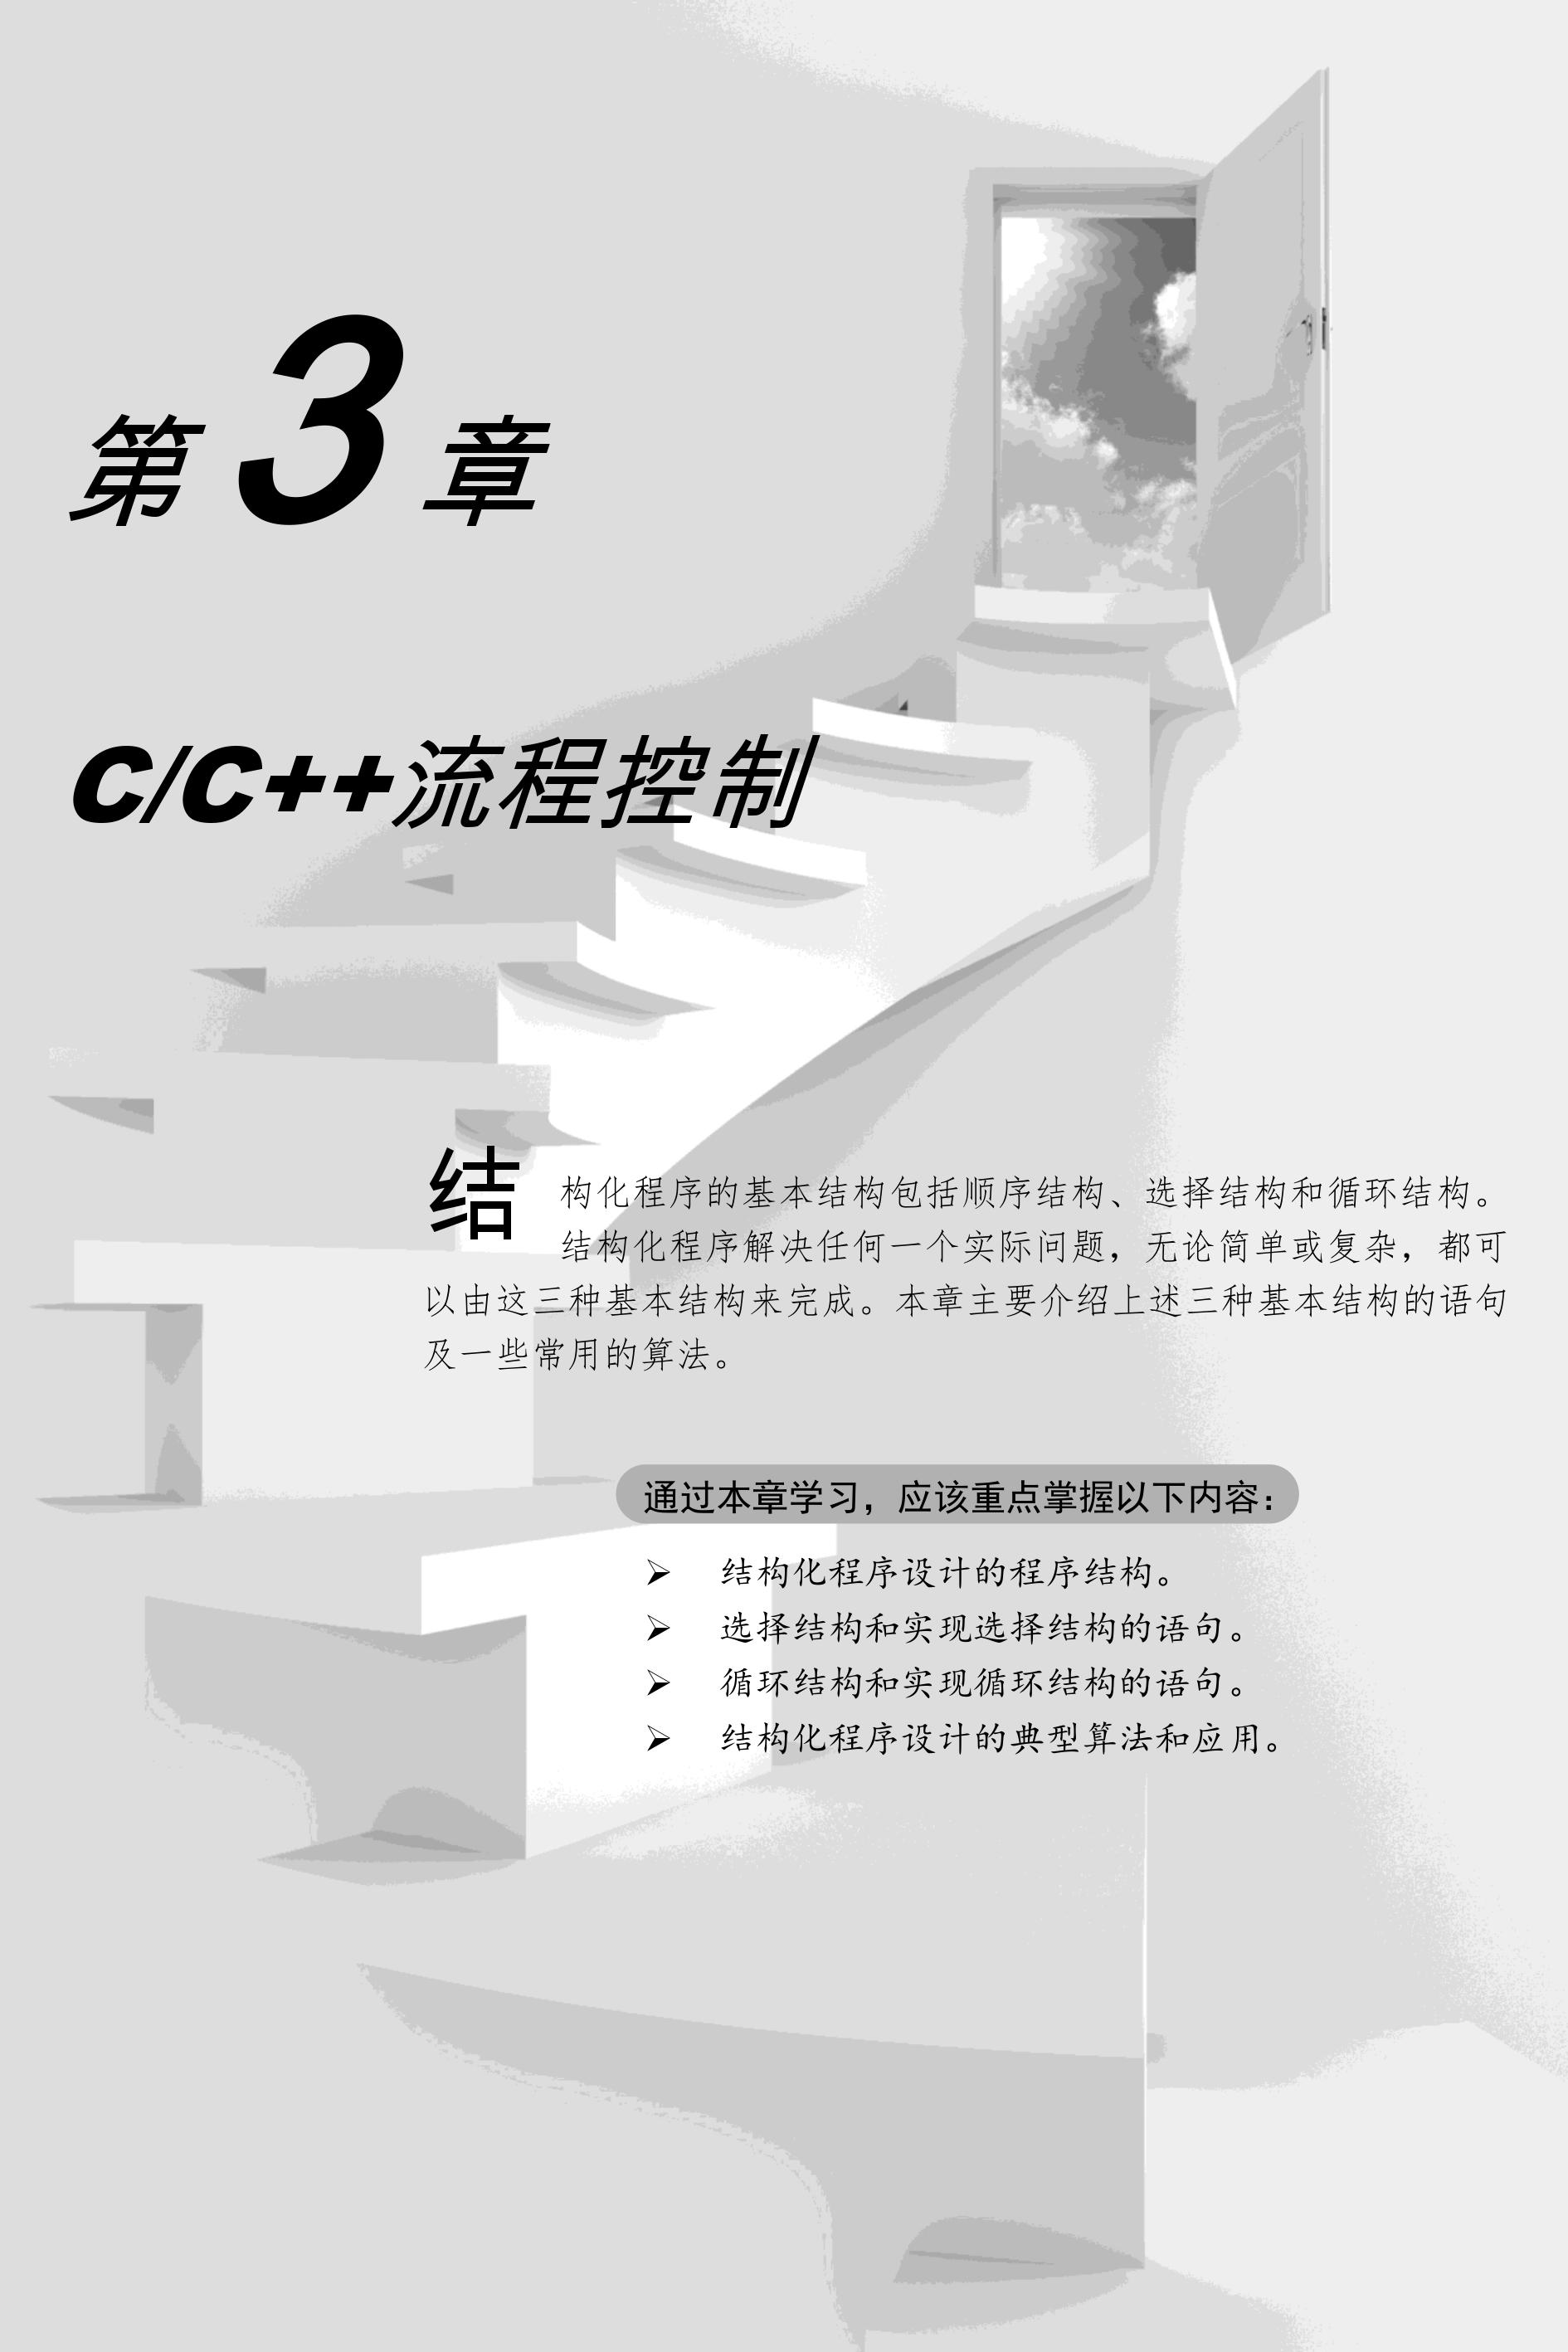 第3章
C/C++流程控制
结构化程序的基本结构包括顺序结构、选择结构和循环结构。
结构化程序解决任何一个实际问题，无论简单或复杂，都可
以由这三种基本结构来完成。本章主要介绍上述三种基本结构的语句
及一些常用的算法。
通过本章学习，应该重点掌握以下内容：
➢ 结构化程序设计的程序结构。
➢ 选择结构和实现选择结构的语句。
➢ 循环结构和实现循环结构的语句。
➢ 结构化程序设计的典型算法和应用。